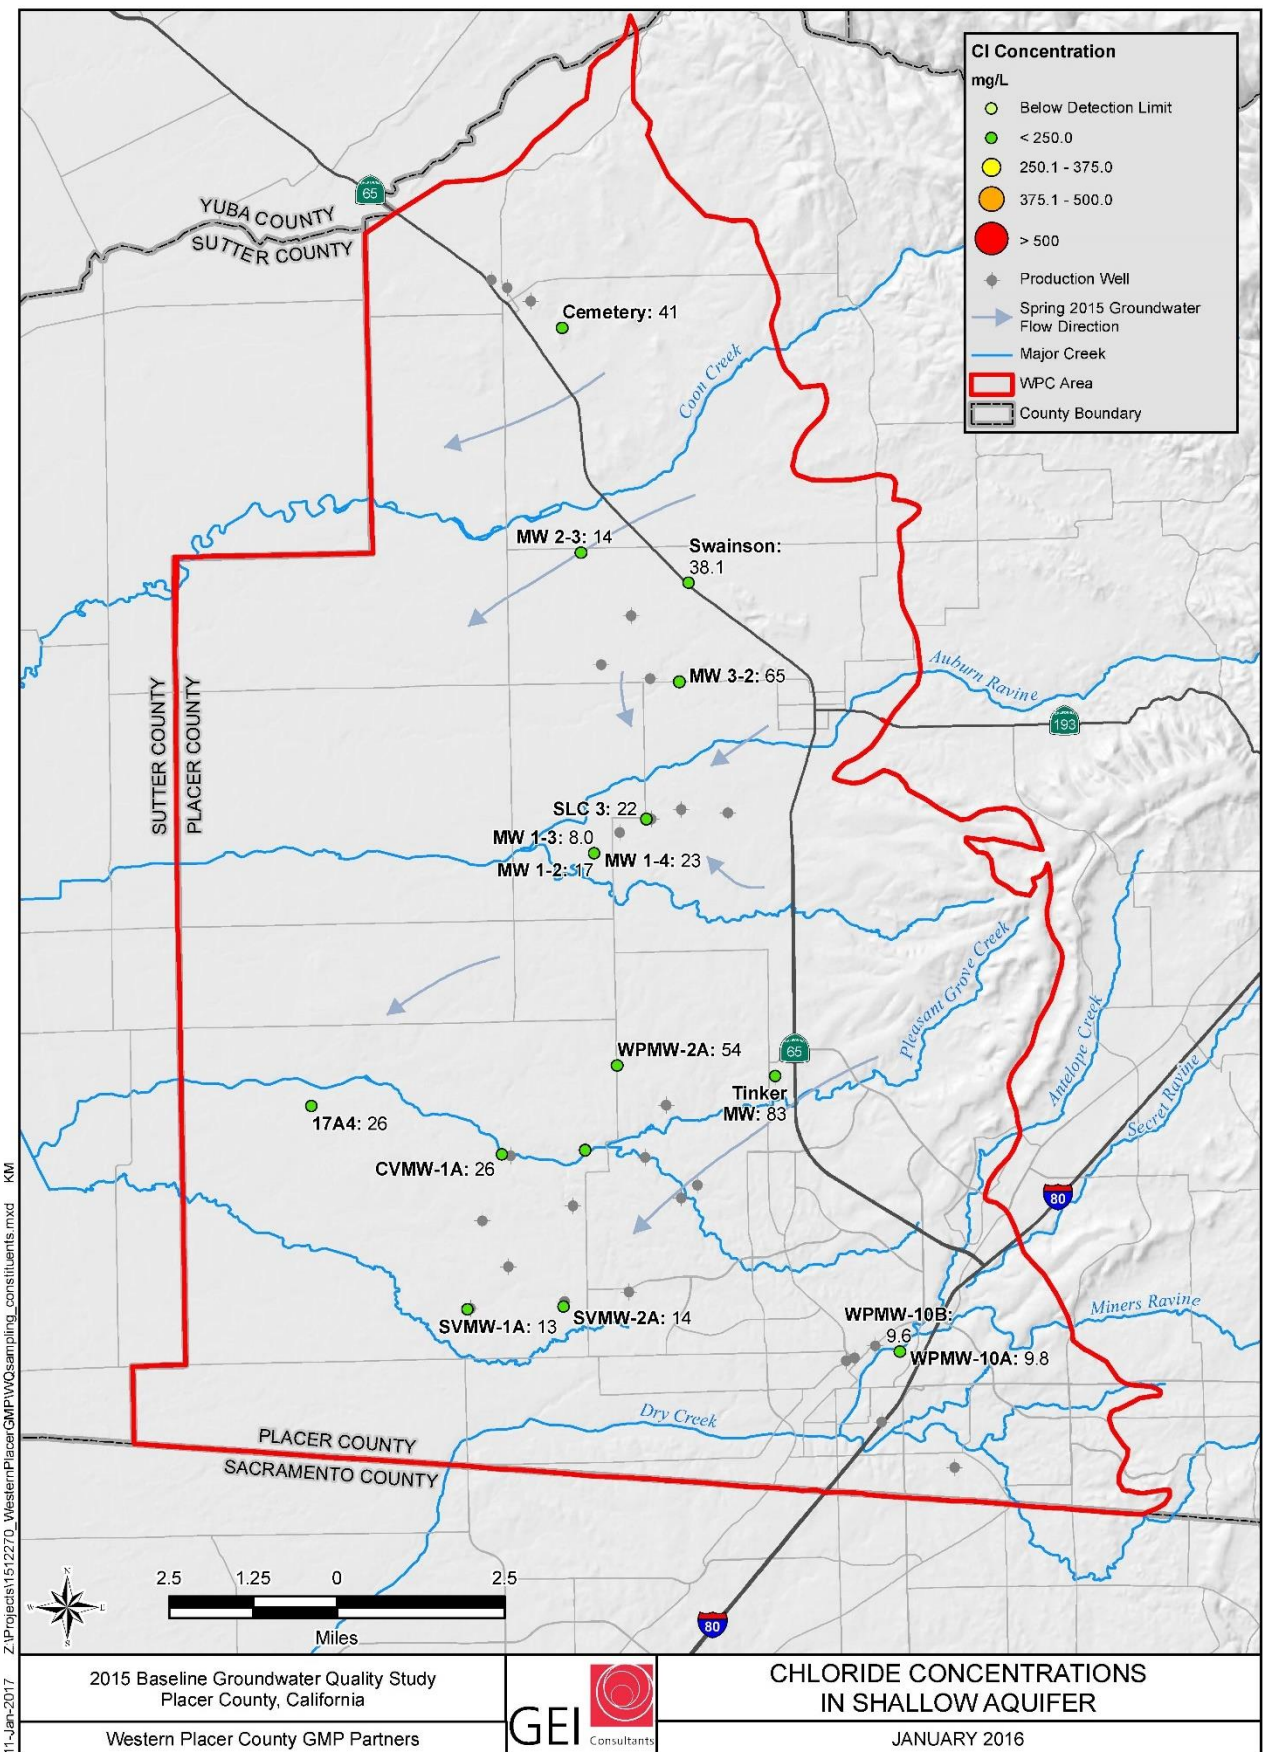 Cl Concentration
mg/L
Below Detection Limit
< 250.0
250.1 - 375.0
375.1 - 500.0
> 500
Production Well
Spring 2015 Groundwater
Flow Direction
Major Creek
WPC Area
County Boundary
65
YUBA COUNTY
SUTTER COUNTY
Cemetery: 41
Coon Creek
MW 2-3: 14
Swainson:
38.1
MW 3-2: 65
Auburn Ravine
193
SUTTER COUNTY
PLACER COUNTY
SLC 3: 22
MW 1-3: 8.0
MW 1-2: 17
MW 1-4: 23
Pleasant Grove Creek
Antelope Creek
Secret Ravine
WPMW-2A: 54
65
Tinker
MW: 83
17A4: 26
CVMW-1A: 26
80
SVMW-1A: 13
SVMW-2A: 14
WPMW-10B:
9.6
WPMW-10A: 9.8
Miners Ravine
Dry Creek
PLACER COUNTY
SACRAMENTO COUNTY
N
W
E
S
2.5 1.25 0 2.5
Miles
80
11-Jan-2017 Z:\Projects\1512270_WesternPlacerGMP\WQsampling_constituents.mxd KM
2015 Baseline Groundwater Quality Study
Placer County, California
Western Placer County GMP Partners
GEI Consultants
CHLORIDE CONCENTRATIONS
IN SHALLOW AQUIFER
JANUARY 2016